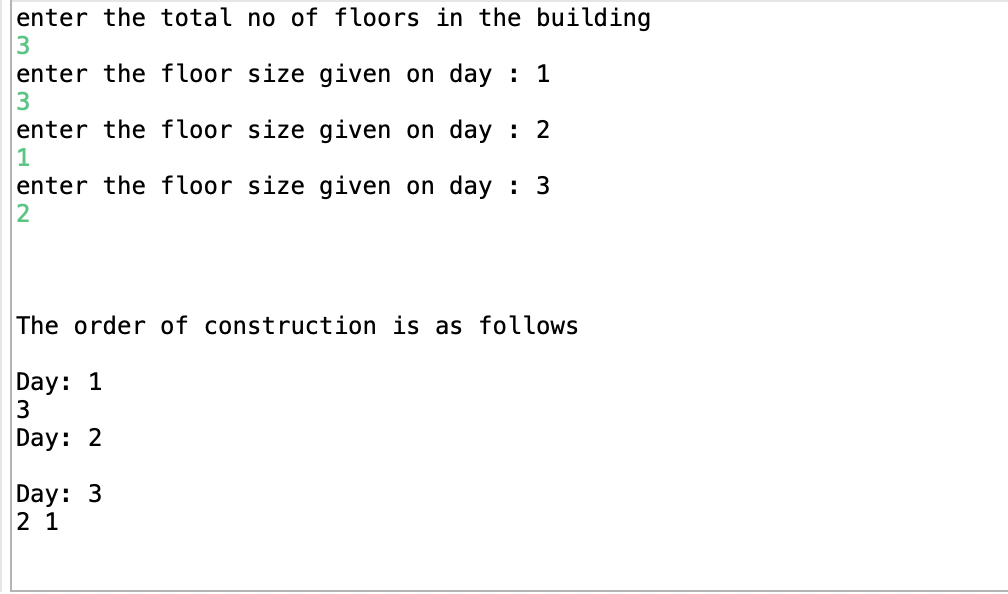 enter the total no of floors in the building
3
enter the floor size given on day : 1
3
enter the floor size given on day : 2
1
enter the floor size given on day : 3
2
The order of construction is as follows
Day: 1
3
Day: 2
Day: 3
2 1